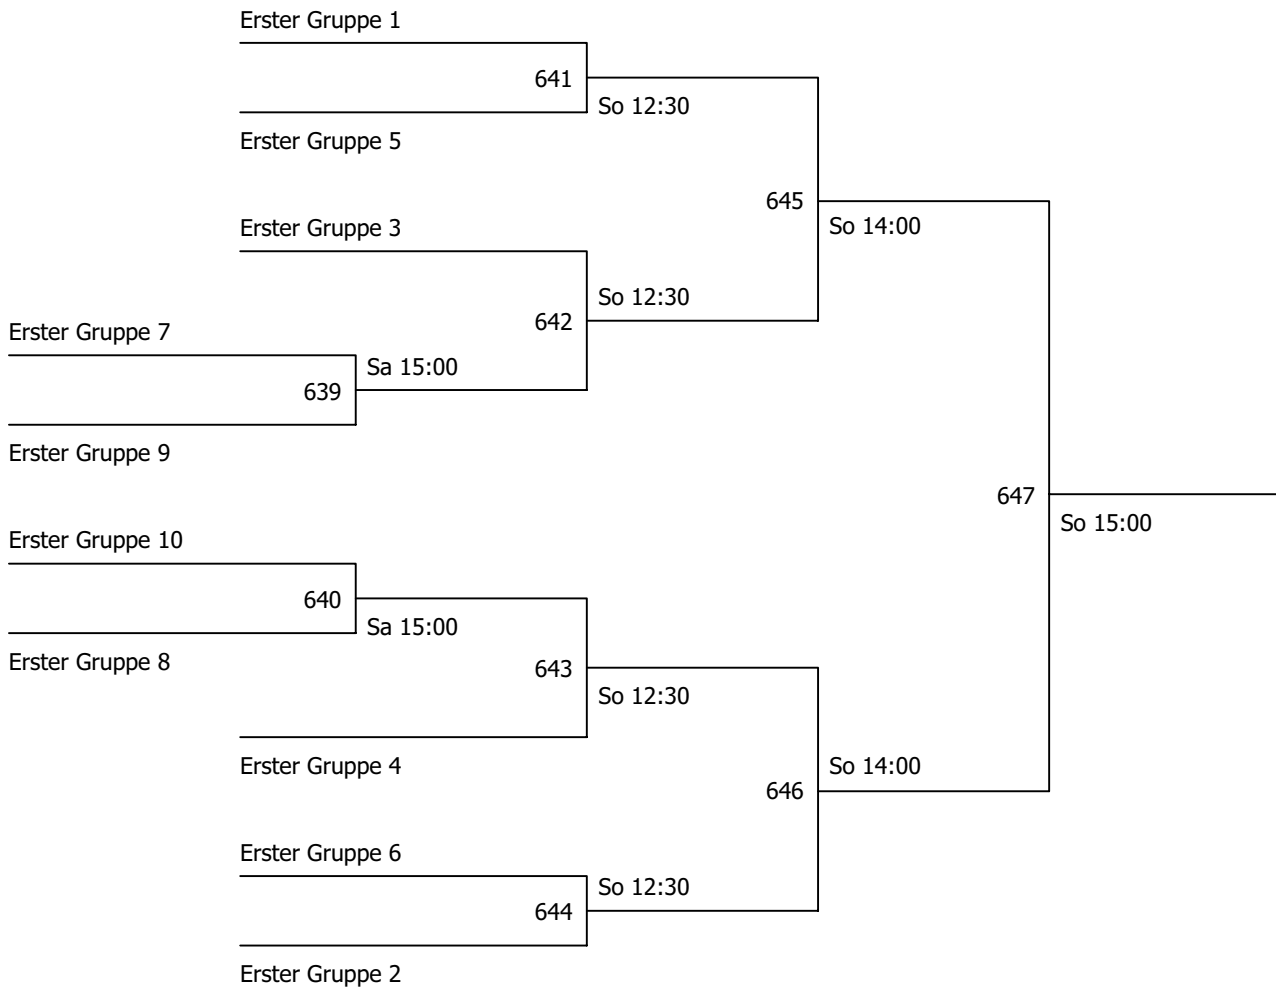 Erster Gruppe 1
641
So 12:30
Erster Gruppe 5
645
So 14:00
Erster Gruppe 3
So 12:30
642
Erster Gruppe 7
Sa 15:00
639
Erster Gruppe 9
647
So 15:00
Erster Gruppe 10
640
Sa 15:00
Erster Gruppe 8
643
So 12:30
Erster Gruppe 4
So 14:00
646
Erster Gruppe 6
So 12:30
644
Erster Gruppe 2